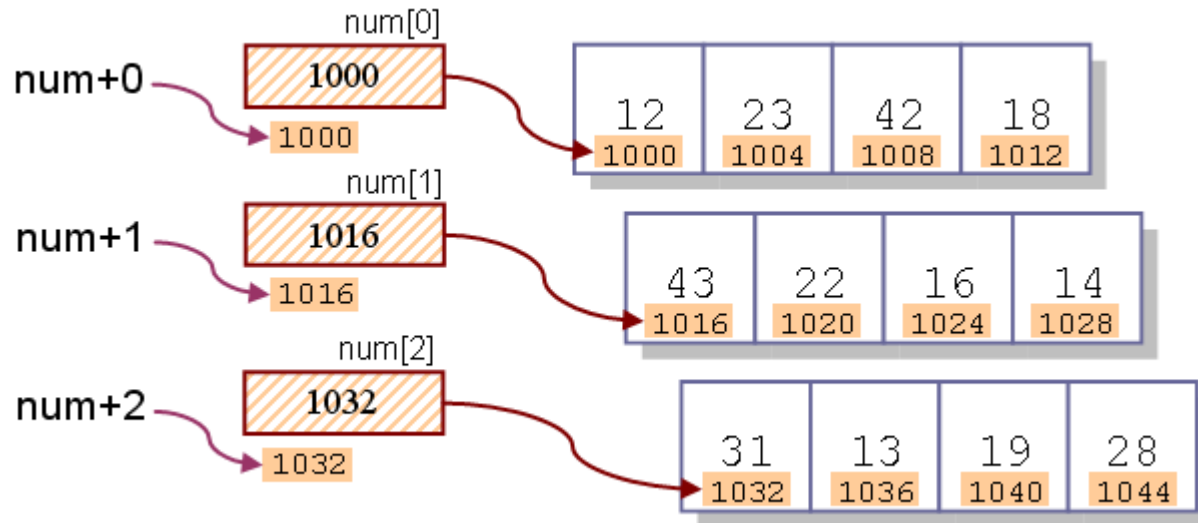 num[0]
num+0 1000
1000
12 23 42 18
1000 1004 1008 1012
num[1]
num+1 1016
1016
43 22 16 14
1016 1020 1024 1028
num[2]
num+2 1032
1032
31 13 19 28
1032 1036 1040 1044